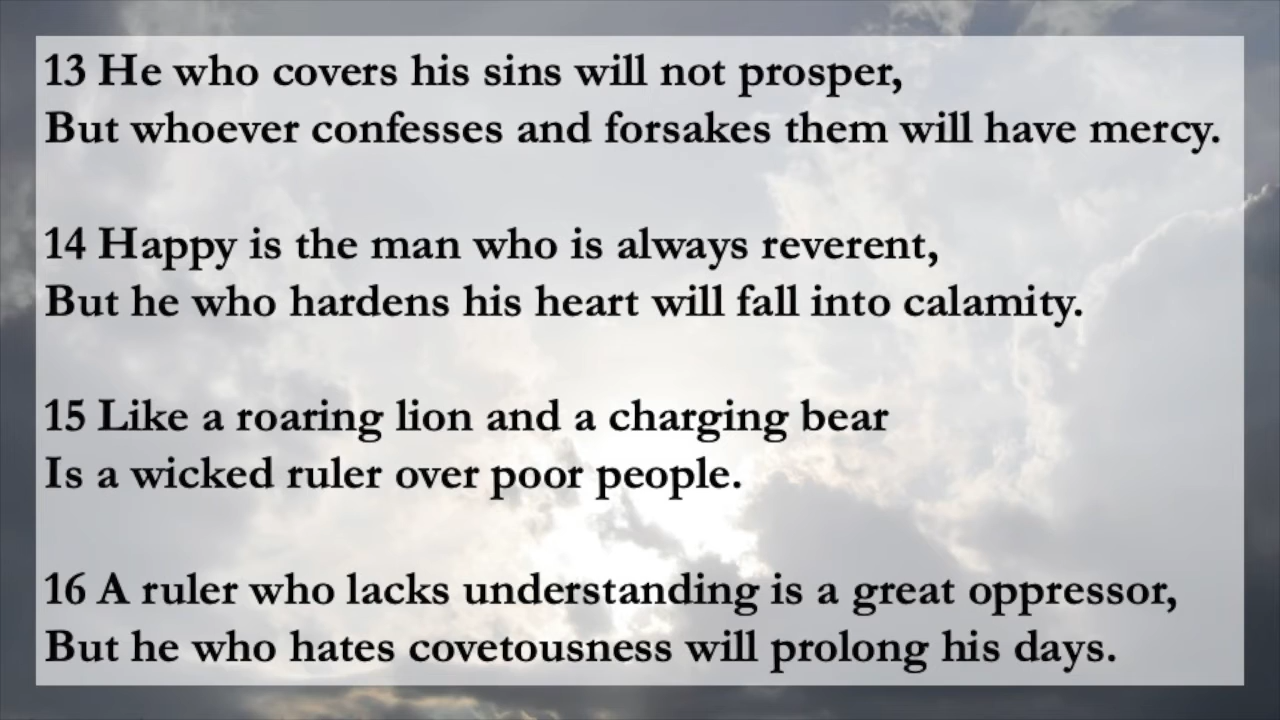 13 He who covers his sins will not prosper,
But whoever confesses and forsakes them will have mercy.
14 Happy is the man who is always reverent,
But he who hardens his heart will fall into calamity.
15 Like a roaring lion and a charging bear
Is a wicked ruler over poor people.
16 A ruler who lacks understanding is a great oppressor,
But he who hates covetousness will prolong his days.